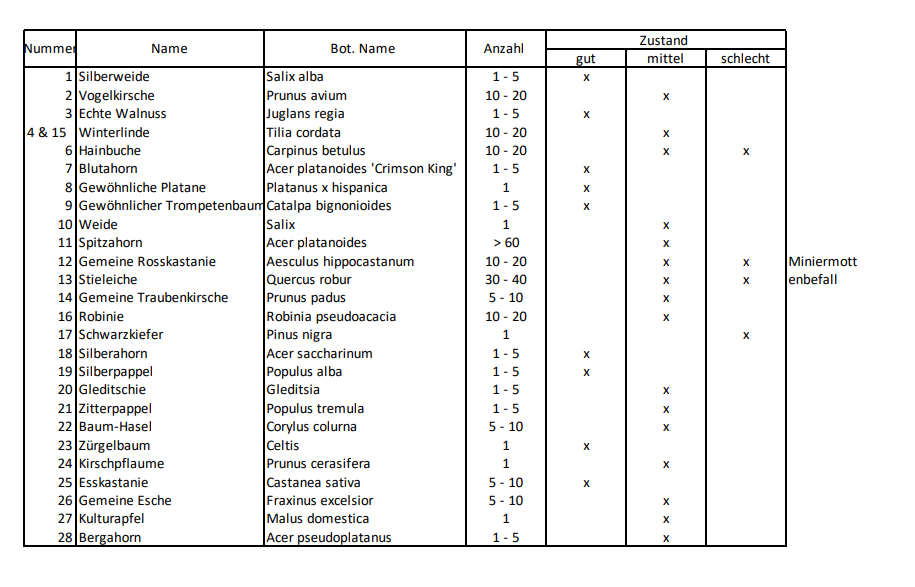 Nummer Name Bot. Name Anzahl Zustand
gut mittel schlecht
1 Silberweide Salix alba 1 - 5 x
2 Vogelkirsche Prunus avium 10 - 20 x
3 Echte Walnuss Juglans regia 1 - 5 x
4 & 15 Winterlinde Tilia cordata 10 - 20 x
6 Hainbuche Carpinus betulus 10 - 20 x x
7 Blutahorn Acer platanoides 'Crimson King' 1 - 5 x
8 Gewöhnliche Platane Platanus x hispanica 1 x
9 Gewöhnlicher Trompetenbaum Catalpa bignonioides 1 - 5 x
10 Weide Salix 1 x
11 Spitzahorn Acer platanoides > 60 x
12 Gemeine Rosskastanie Aesculus hippocastanum 10 - 20 x x Miniermott
13 Stieleiche Quercus robur 30 - 40 x x enbefall
14 Gemeine Traubenkirsche Prunus padus 5 - 10 x
16 Robinie Robinia pseudoacacia 10 - 20 x
17 Schwarzkiefer Pinus nigra 1 x
18 Silberahorn Acer saccharinum 1 - 5 x
19 Silberpappel Populus alba 1 - 5 x
20 Gleditschie Gleditsia 1 - 5 x
21 Zitterpappel Populus tremula 1 - 5 x
22 Baum-Hasel Corylus colurna 5 - 10 x
23 Zürgelbaum Celtis 1 x
24 Kirschpflaume Prunus cerasifera 1 x
25 Esskastanie Castanea sativa 5 - 10 x
26 Gemeine Esche Fraxinus excelsior 5 - 10 x
27 Kulturapfel Malus domestica 1 x
28 Bergahorn Acer pseudoplatanus 1 - 5 x